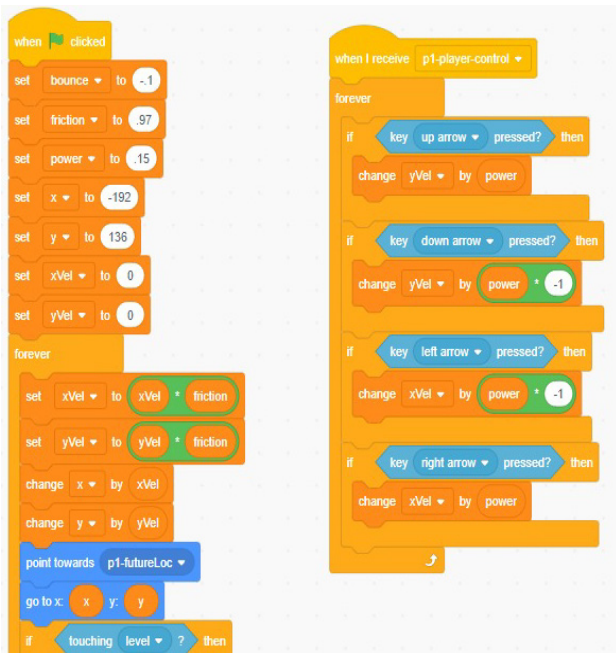 when clicked
set bounce to -.1
set friction to .97
set power to .15
set x to -192
set y to 136
set xVel to 0
set yVel to 0
forever
set xVel to xVel * friction
set yVel to yVel * friction
change x by xVel
change y by yVel
point towards p1-futureLoc
go to x: x y: y
if touching level ? then
when I receive p1-player-control
forever
if key up arrow pressed? then
change yVel by power
if key down arrow pressed? then
change yVel by power * -1
if key left arrow pressed? then
change xVel by power * -1
if key right arrow pressed? then
change xVel by power